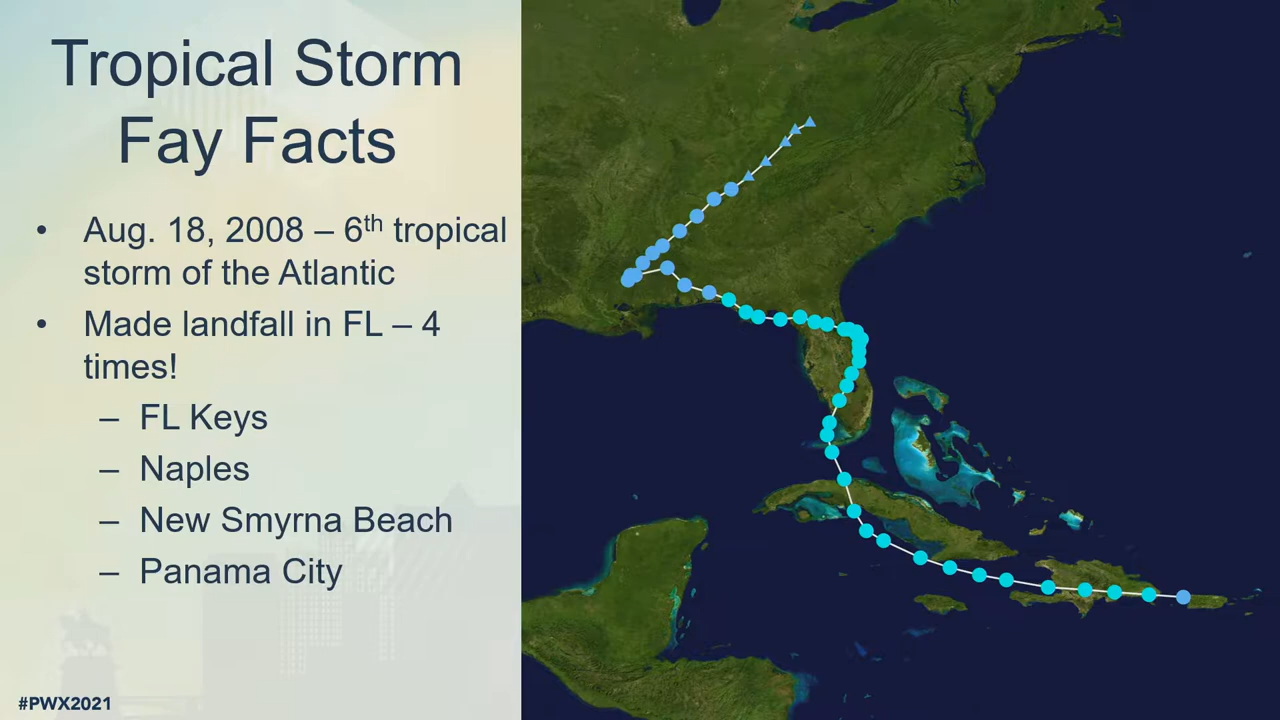 Tropical Storm
Fay Facts
• Aug. 18, 2008 – 6th tropical
storm of the Atlantic
• Made landfall in FL – 4
times!
– FL Keys
– Naples
– New Smyrna Beach
– Panama City
#PWX2021